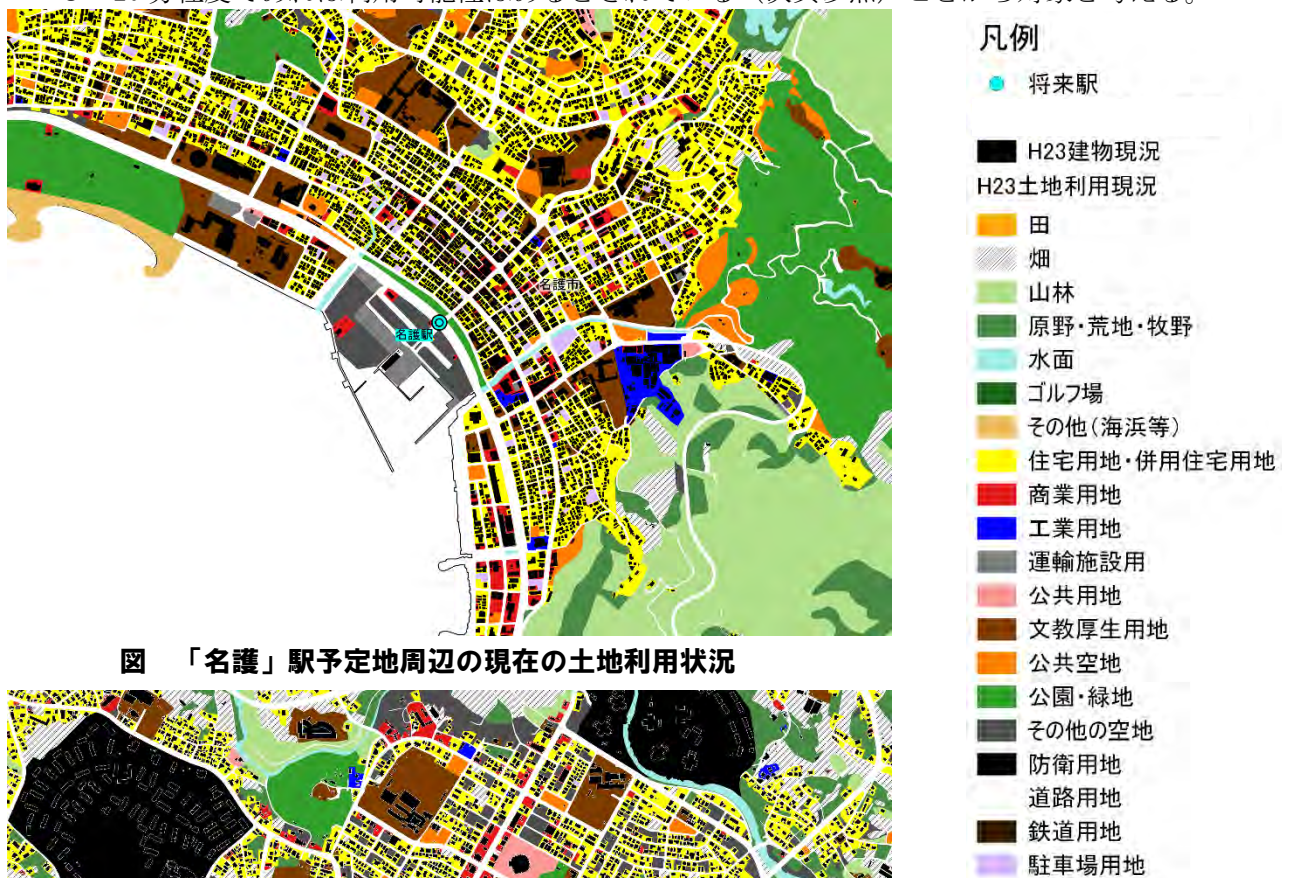 凡例
将来駅
H23建物現況
H23土地利用現況
田
畑
山林
原野・荒地・牧野
水面
ゴルフ場
その他(海浜等)
住宅用地・併用住宅用地
商業用地
工業用地
運輸施設用
公共用地
文教厚生用地
公共空地
公園・緑地
その他の空地
防衛用地
道路用地
鉄道用地
駐車場用地
名護市
名護駅
図 「名護」駅予定地周辺の現在の土地利用状況